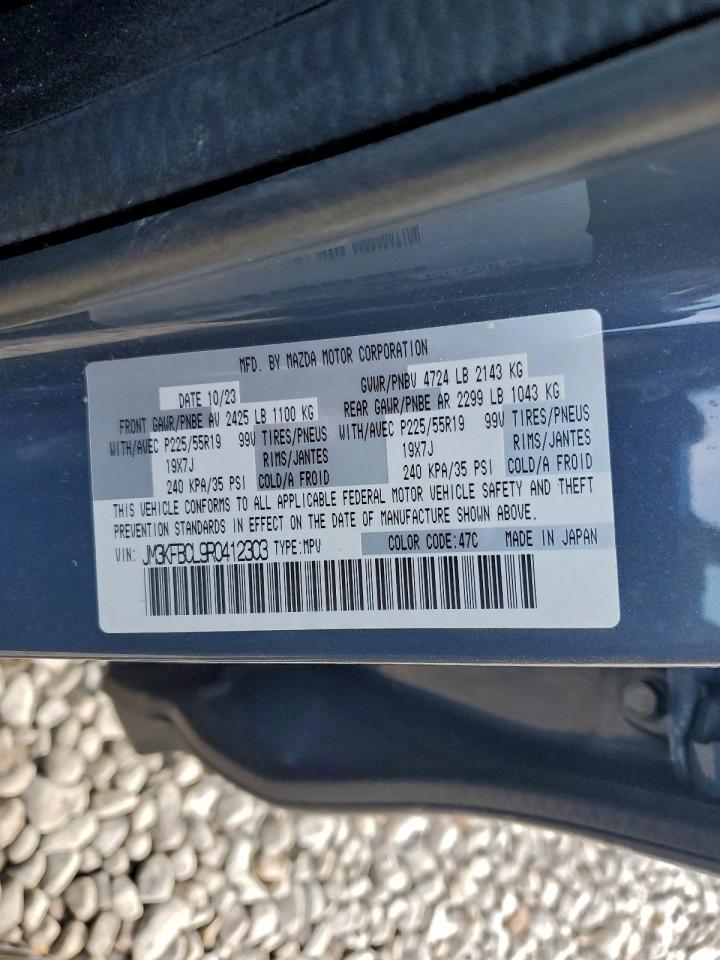 MFD. BY MAZDA MOTOR CORPORATION
DATE 10/23 GVWR/PNBV 4724 LB 2143 KG
FRONT GAWR/PNBE AV 2425 LB 1100 KG REAR GAWR/PNBE AR 2299 LB 1043 KG
WITH/AVEC P225/55R19 99V TIRES/PNEUS WITH/AVEC P225/55R19 99V TIRES/PNEUS
19X7J RIMS/JANTES 19X7J RIMS/JANTES
240 KPA/35 PSI COLD/A FROID 240 KPA/35 PSI COLD/A FROID
THIS VEHICLE CONFORMS TO ALL APPLICABLE FEDERAL MOTOR VEHICLE SAFETY AND THEFT
PREVENTION STANDARDS IN EFFECT ON THE DATE OF MANUFACTURE SHOWN ABOVE.
VIN: JM3KFBCL9R0412303 TYPE:MPV COLOR CODE:47C MADE IN JAPAN